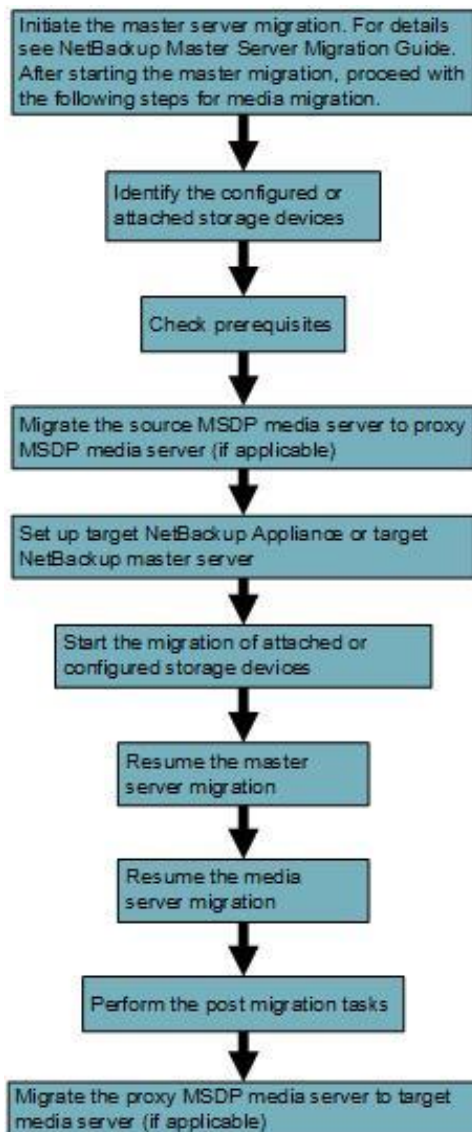 Initiate the master server migration. For details
see NetBackup Master Server Migration Guide.
After starting the master migration, proceed with
the following steps for media migration.
Identify the configured or
attached storage devices
Check prerequisites
Migrate the source MSDP media server to proxy
MSDP media server (if applicable)
Set up target NetBackup Appliance or target
NetBackup master server
Start the migration of attached or
configured storage devices
Resume the master
server migration
Resume the media
server migration
Perform the post migration tasks
Migrate the proxy MSDP media server to target
media server (if applicable)